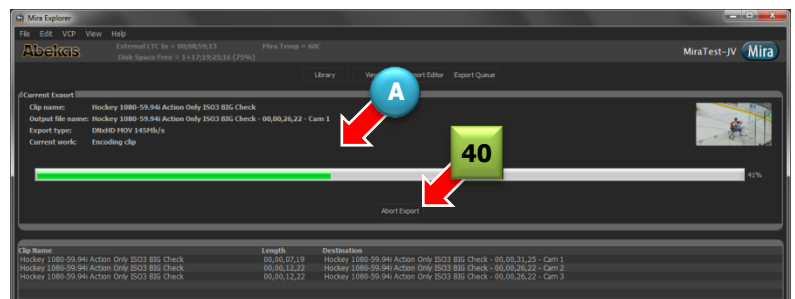 Mira Explorer
File Edit VCP View Help
Abekas
External LTC In = 00;08;59;13 Mira Temp = 60C
Disk Space Free = 1+17;19;25;16 (75%)
MiraTest-JV Mira
Library Export Queue
Current Export
Clip name: Hockey 1080-59.94i Action Only ISO3 BIG Check
Output file name: Hockey 1080-59.94i Action Only ISO3 BIG Check - 00,00,26,22 - Cam 1
Export type: DNxHD MOV 145Mb/s
Current work: Encoding clip
A
40
41%
Abort Export
Clip Name Length Destination
Hockey 1080-59.94i Action Only ISO3 BIG Check 00,00,07,19 Hockey 1080-59.94i Action Only ISO3 BIG Check - 00,00,31,25 - Cam 1
Hockey 1080-59.94i Action Only ISO3 BIG Check 00,00,12,22 Hockey 1080-59.94i Action Only ISO3 BIG Check - 00,00,26,22 - Cam 2
Hockey 1080-59.94i Action Only ISO3 BIG Check 00,00,12,22 Hockey 1080-59.94i Action Only ISO3 BIG Check - 00,00,26,22 - Cam 3